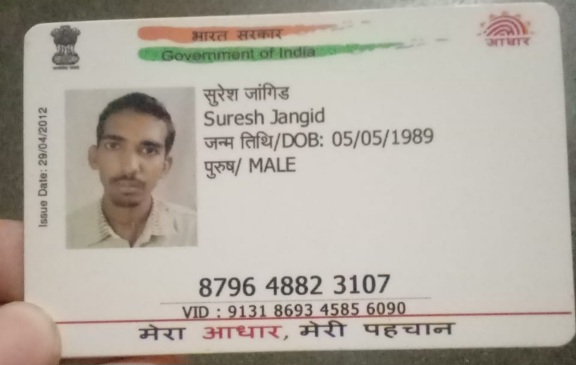 भारत सरकार
Government of India
आधार
Issue Date: 29/04/2012
सुरेश जांगिड
Suresh Jangid
जन्म तिथि/DOB: 05/05/1989
पुरुष/ MALE
8796 4882 3107
VID : 9131 8693 4585 6090
मेरा आधार, मेरी पहचान